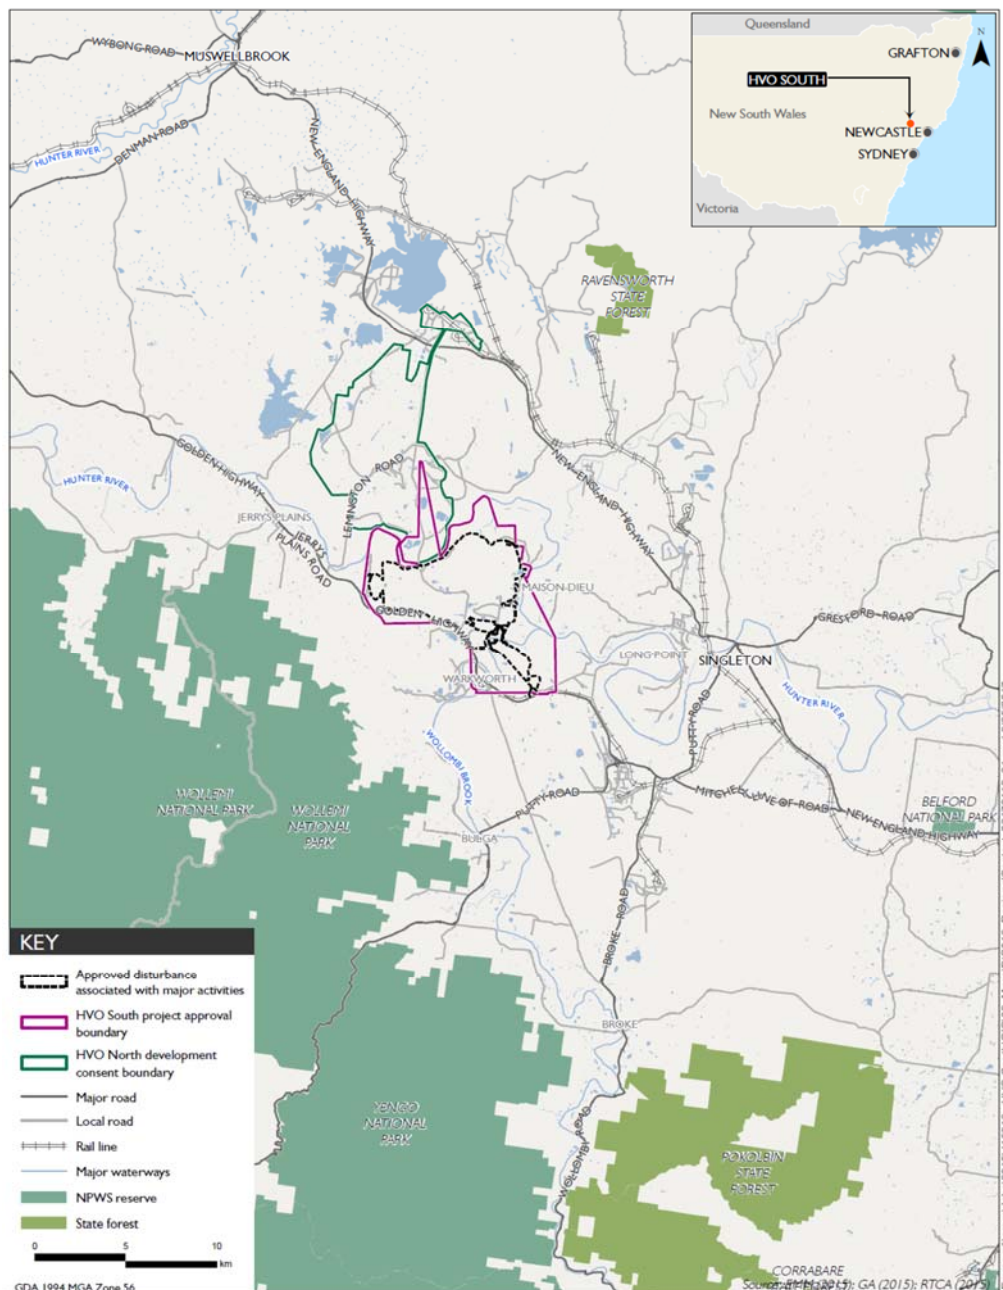 Queensland
GRAFTON
N
HVO SOUTH
New South Wales
NEWCASTLE
SYDNEY
Victoria
WYBONG ROAD
MUSWELLBROOK
DENMAN ROAD
HUNTER RIVER
NEW ENGLAND HIGHWAY
RAVENSWORTH
STATE
FOREST
GOLDEN HIGHWAY
HUNTER RIVER
LEMINGTON ROAD
NEW ENGLAND HIGHWAY
JERRYS PLAINS
JERRYS
PLAINS ROAD
MAISON DIEU
GOLDEN HIGHWAY
GRESFORD ROAD
LONG POINT
SINGLETON
WARKWORTH
HUNTER RIVER
PUTTY ROAD
WOLLOMBI BROOK
WOLLEMI
NATIONAL PARK
WOLLEMI
NATIONAL
PARK
PUTTY ROAD
MITCHELL LINE OF ROAD
NEW ENGLAND HIGHWAY
BELFORD
NATIONAL PARK
BULGA
BROKE ROAD
BROKE
YENGO
NATIONAL
PARK
WOLLOMBI ROAD
POKOLBIN
STATE
FOREST
CORRABARE
KEY
Approved disturbance
associated with major activities
HVO South project approval
boundary
HVO North development
consent boundary
Major road
Local road
Rail line
Major waterways
NPWS reserve
State forest
0 5 10
km
GDA 1994 MGA Zone 56
Source: EMM (2015); GA (2015); RTCA (2015)